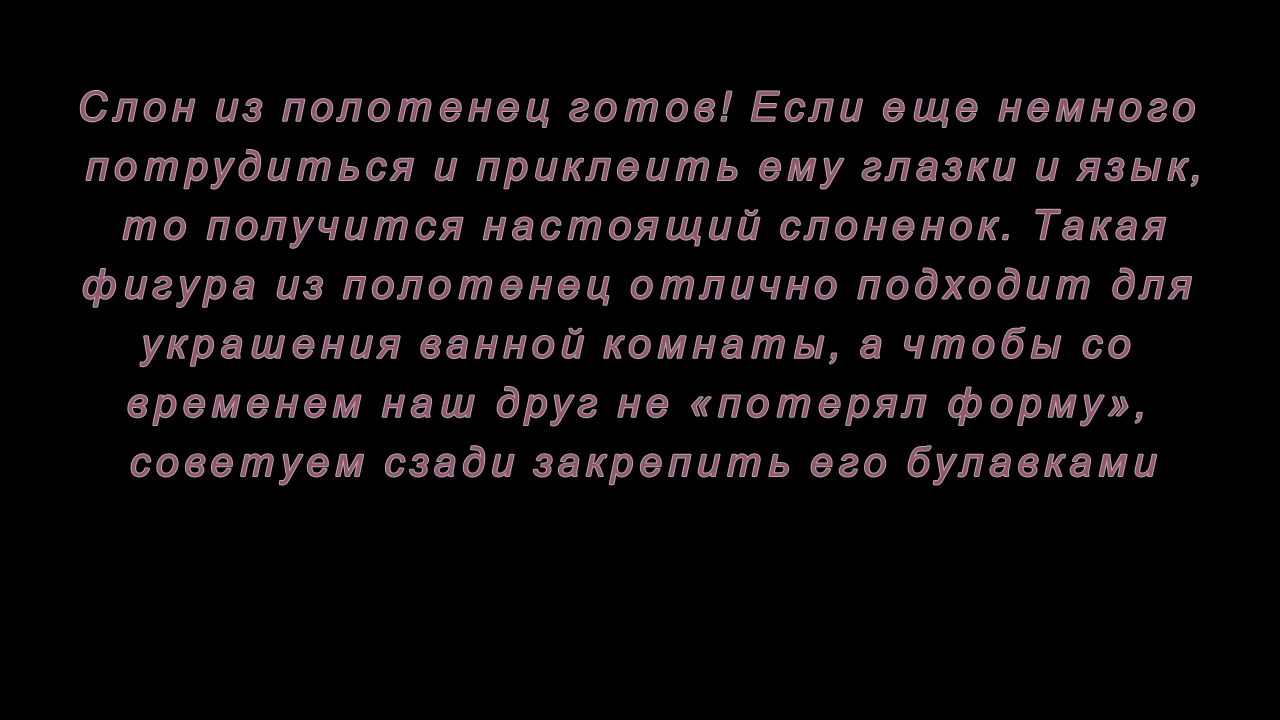 Слон из полотенец готов! Если еще немного
потрудиться и приклеить ему глазки и язык,
то получится настоящий слоненок. Такая
фигура из полотенец отлично подходит для
украшения ванной комнаты, а чтобы со
временем наш друг не «потерял форму»,
советуем сзади закрепить его булавками